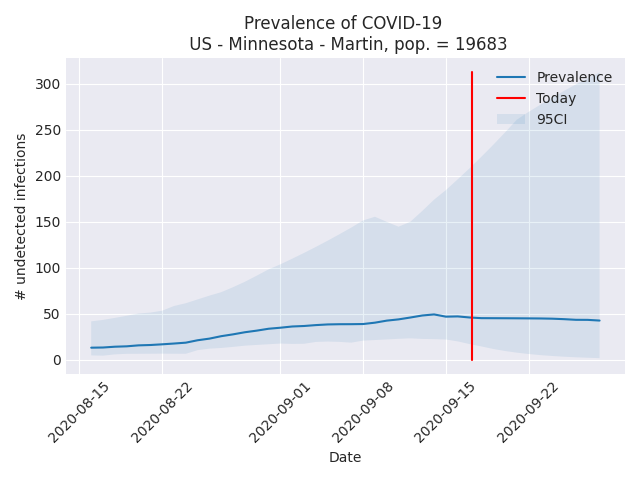 Prevalence of COVID-19
US - Minnesota - Martin, pop. = 19683
Prevalence
Today
95CI
300
250
200
150
100
50
0
# undetected infections
2020-08-15
2020-08-22
2020-09-01
2020-09-08
2020-09-15
2020-09-22
Date